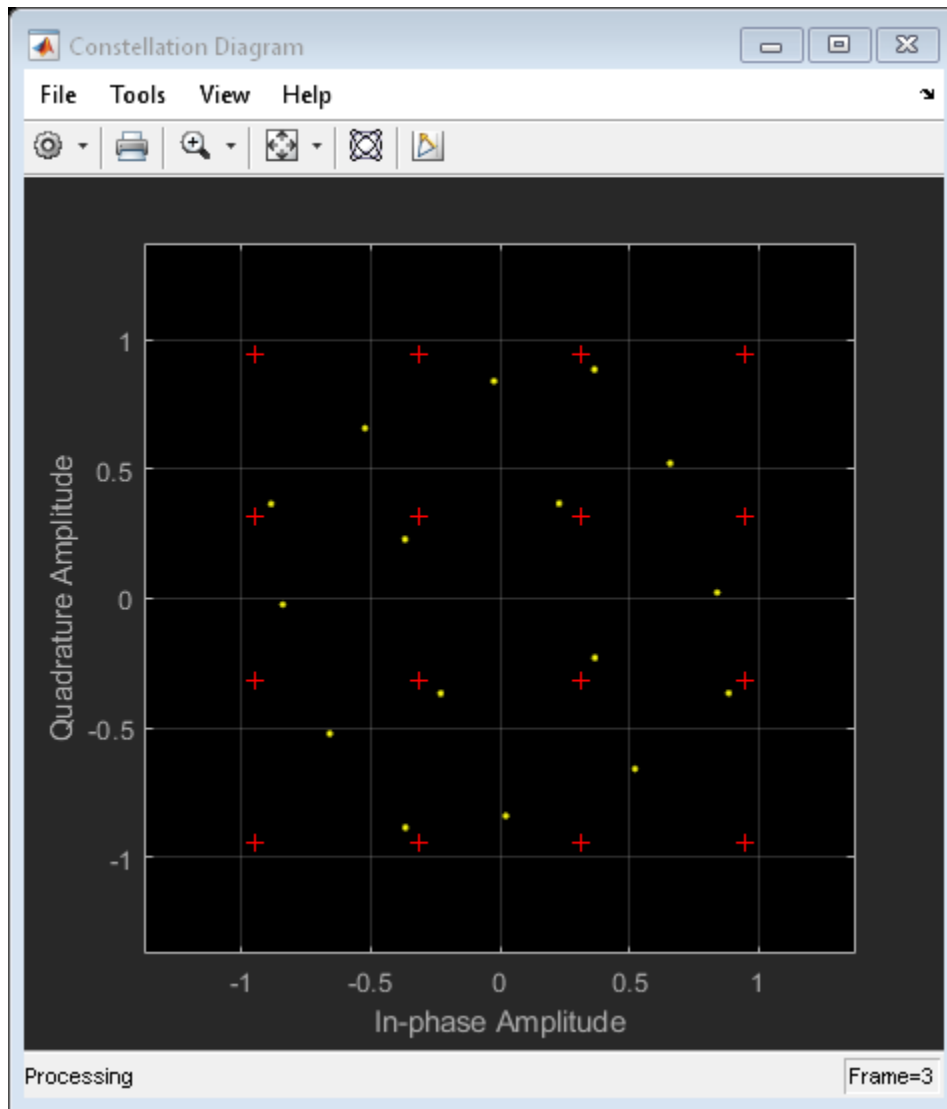 Constellation Diagram
File Tools View Help
1
0.5
0
-0.5
-1
Quadrature Amplitude
-1 -0.5 0 0.5 1
In-phase Amplitude
Processing Frame=3